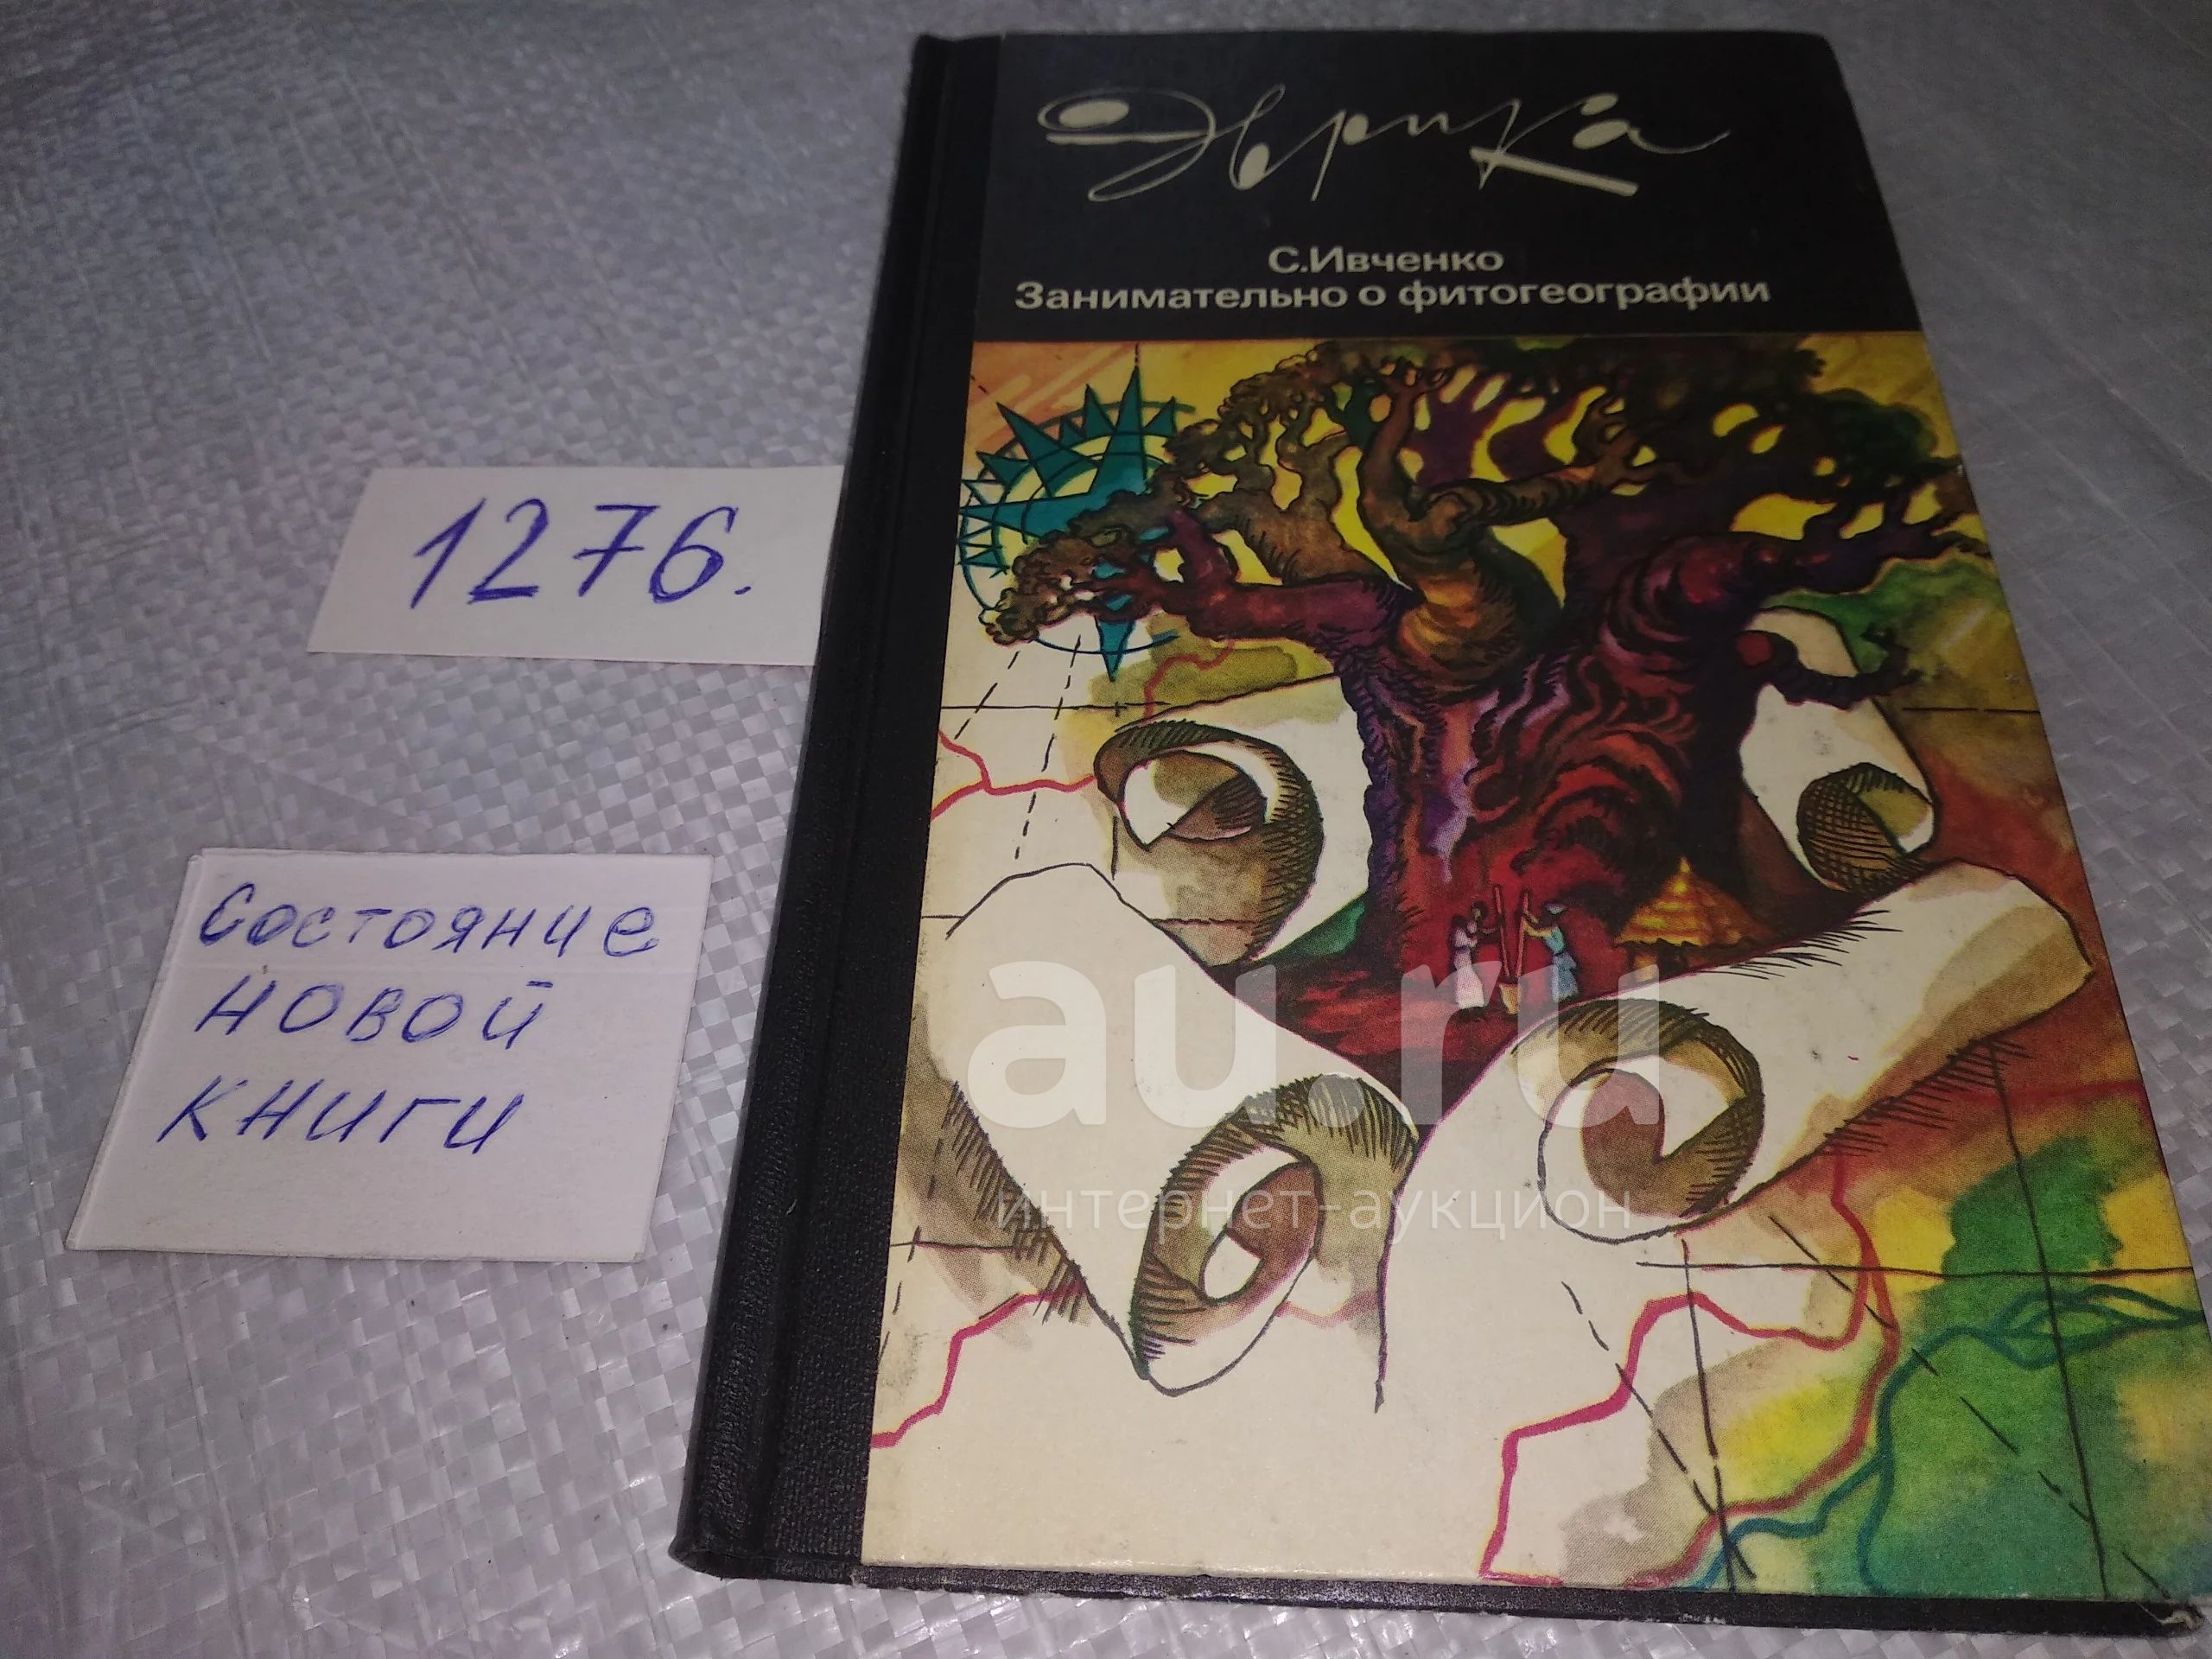 Эврика
С.Ивченко
Занимательно о фитогеографии
1276.
Состояние
новой
книги
au.ru
интернет-аукцион